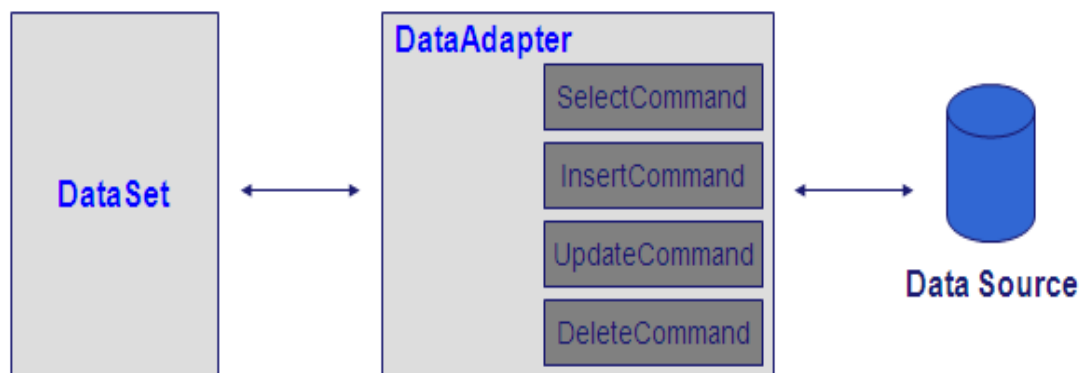 DataSet
DataAdapter
SelectCommand
InsertCommand
UpdateCommand
DeleteCommand
Data Source